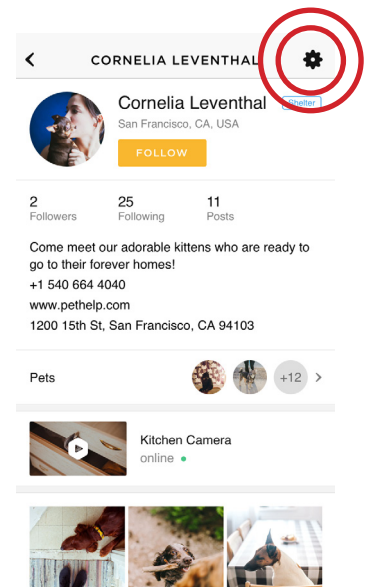 CORNELIA LEVENTHAL
Cornelia Leventhal Shelter
San Francisco, CA, USA
FOLLOW
2 25 11
Followers Following Posts
Come meet our adorable kittens who are ready to
go to their forever homes!
+1 540 664 4040
www.pethelp.com
1200 15th St, San Francisco, CA 94103
Pets +12
Kitchen Camera
online